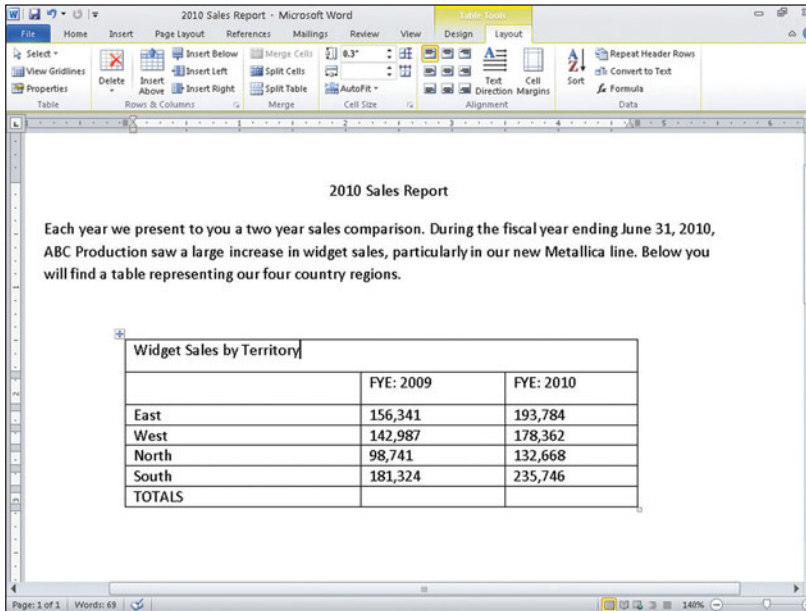 2010 Sales Report - Microsoft Word
Table Tools
File Home Insert Page Layout References Mailings Review View Design Layout
Select
View Gridlines
Properties
Table
Delete
Insert Above
Insert Below
Insert Left
Insert Right
Rows & Columns
Merge Cells
Split Cells
Split Table
Merge
0.3"
AutoFit
Cell Size
Text Direction
Cell Margins
Alignment
Sort
Repeat Header Rows
Convert to Text
Formula
Data
2010 Sales Report
Each year we present to you a two year sales comparison. During the fiscal year ending June 31, 2010,
ABC Production saw a large increase in widget sales, particularly in our new Metallica line. Below you
will find a table representing our four country regions.
Widget Sales by Territory
FYE: 2009 FYE: 2010
East 156,341 193,784
West 142,987 178,362
North 98,741 132,668
South 181,324 235,746
TOTALS
Page: 1 of 1 Words: 69 140%